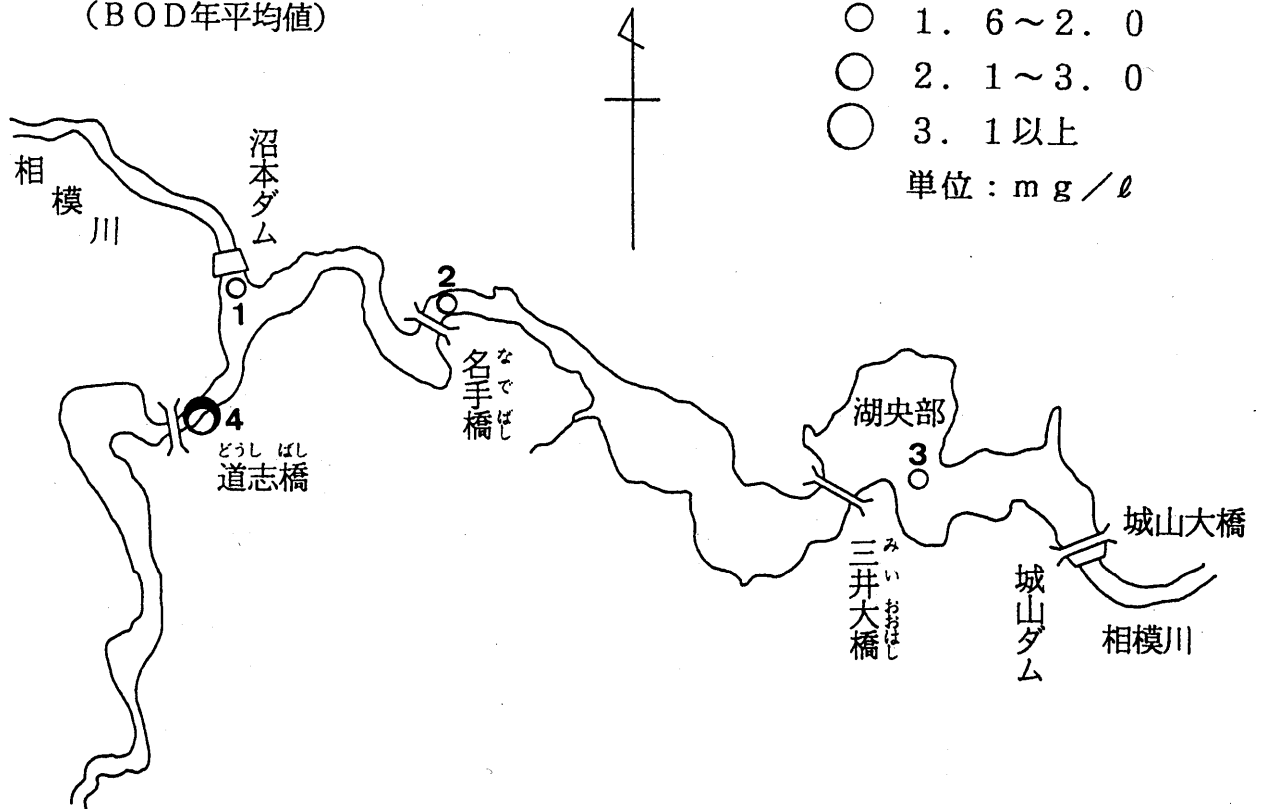 （ＢＯＤ年平均値）
○ １．６～２．０
○ ２．１～３．０
○ ３．１以上
単位：ｍｇ／ℓ
相模川
沼本ダム
1
2
名手橋
なでばし
4
どうしばし
道志橋
湖央部
3
三井大橋
みいおおはし
城山大橋
城山ダム
相模川